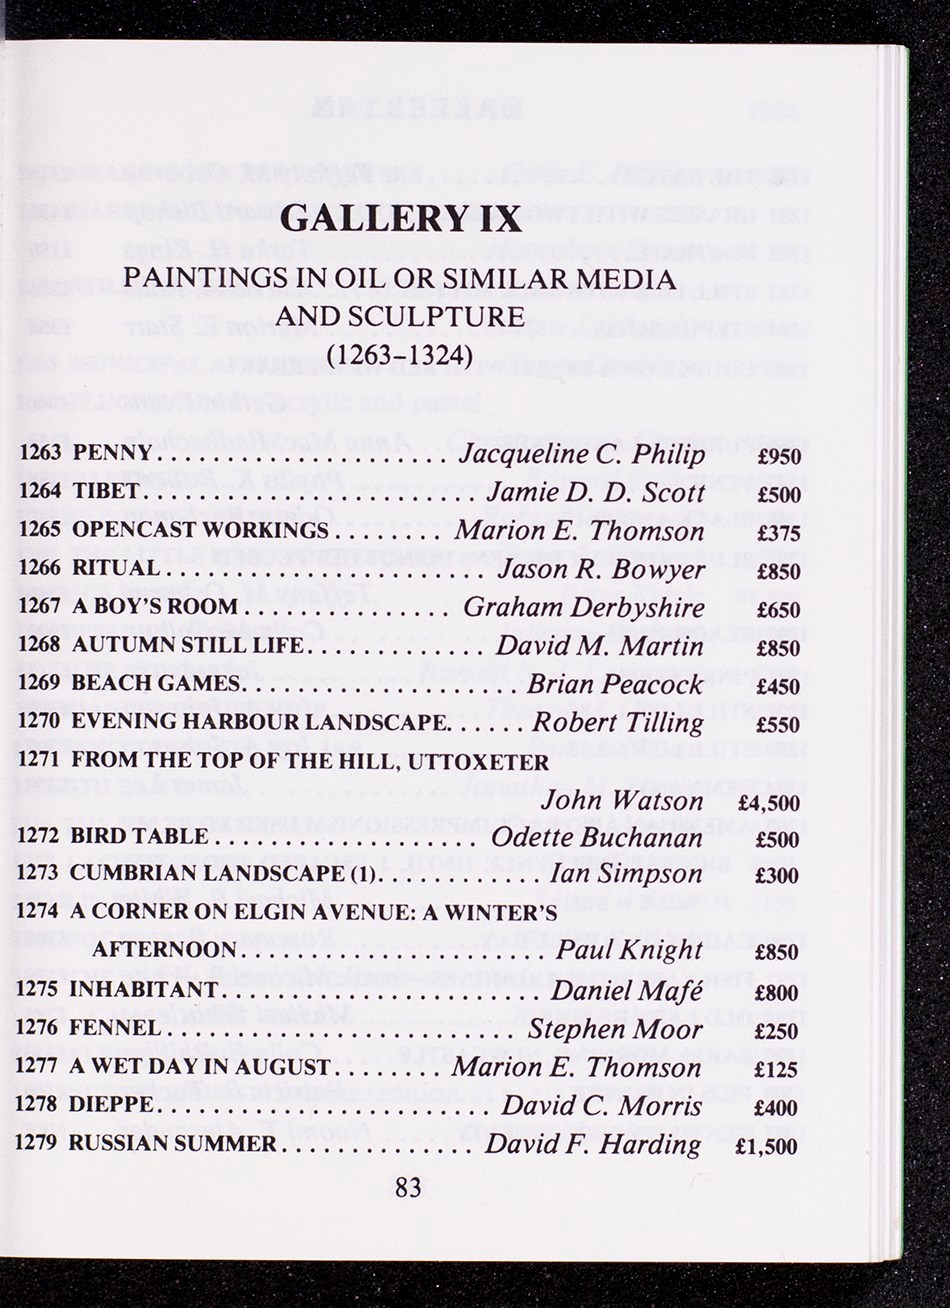 GALLERY IX
PAINTINGS IN OIL OR SIMILAR MEDIA
AND SCULPTURE
(1263–1324)
1263 PENNY . . . . . . . . . . . . . . . . . . . . Jacqueline C. Philip £950
1264 TIBET . . . . . . . . . . . . . . . . . . . . . . . Jamie D. D. Scott £500
1265 OPENCAST WORKINGS . . . . . . . . Marion E. Thomson £375
1266 RITUAL . . . . . . . . . . . . . . . . . . . . . . Jason R. Bowyer £850
1267 A BOY'S ROOM . . . . . . . . . . . . . . Graham Derbyshire £650
1268 AUTUMN STILL LIFE . . . . . . . . . . . . David M. Martin £850
1269 BEACH GAMES . . . . . . . . . . . . . . . . . . . Brian Peacock £450
1270 EVENING HARBOUR LANDSCAPE . . . . . . Robert Tilling £550
1271 FROM THE TOP OF THE HILL, UTTOXETER
John Watson £4,500
1272 BIRD TABLE . . . . . . . . . . . . . . . . . . Odette Buchanan £500
1273 CUMBRIAN LANDSCAPE (1) . . . . . . . . . . . Ian Simpson £300
1274 A CORNER ON ELGIN AVENUE: A WINTER'S
AFTERNOON . . . . . . . . . . . . . . . . . . . . . Paul Knight £850
1275 INHABITANT . . . . . . . . . . . . . . . . . . . . . . Daniel Mafé £800
1276 FENNEL . . . . . . . . . . . . . . . . . . . . . . . . Stephen Moor £250
1277 A WET DAY IN AUGUST . . . . . . . . Marion E. Thomson £125
1278 DIEPPE . . . . . . . . . . . . . . . . . . . . . . . David C. Morris £400
1279 RUSSIAN SUMMER . . . . . . . . . . . . . David F. Harding £1,500
83